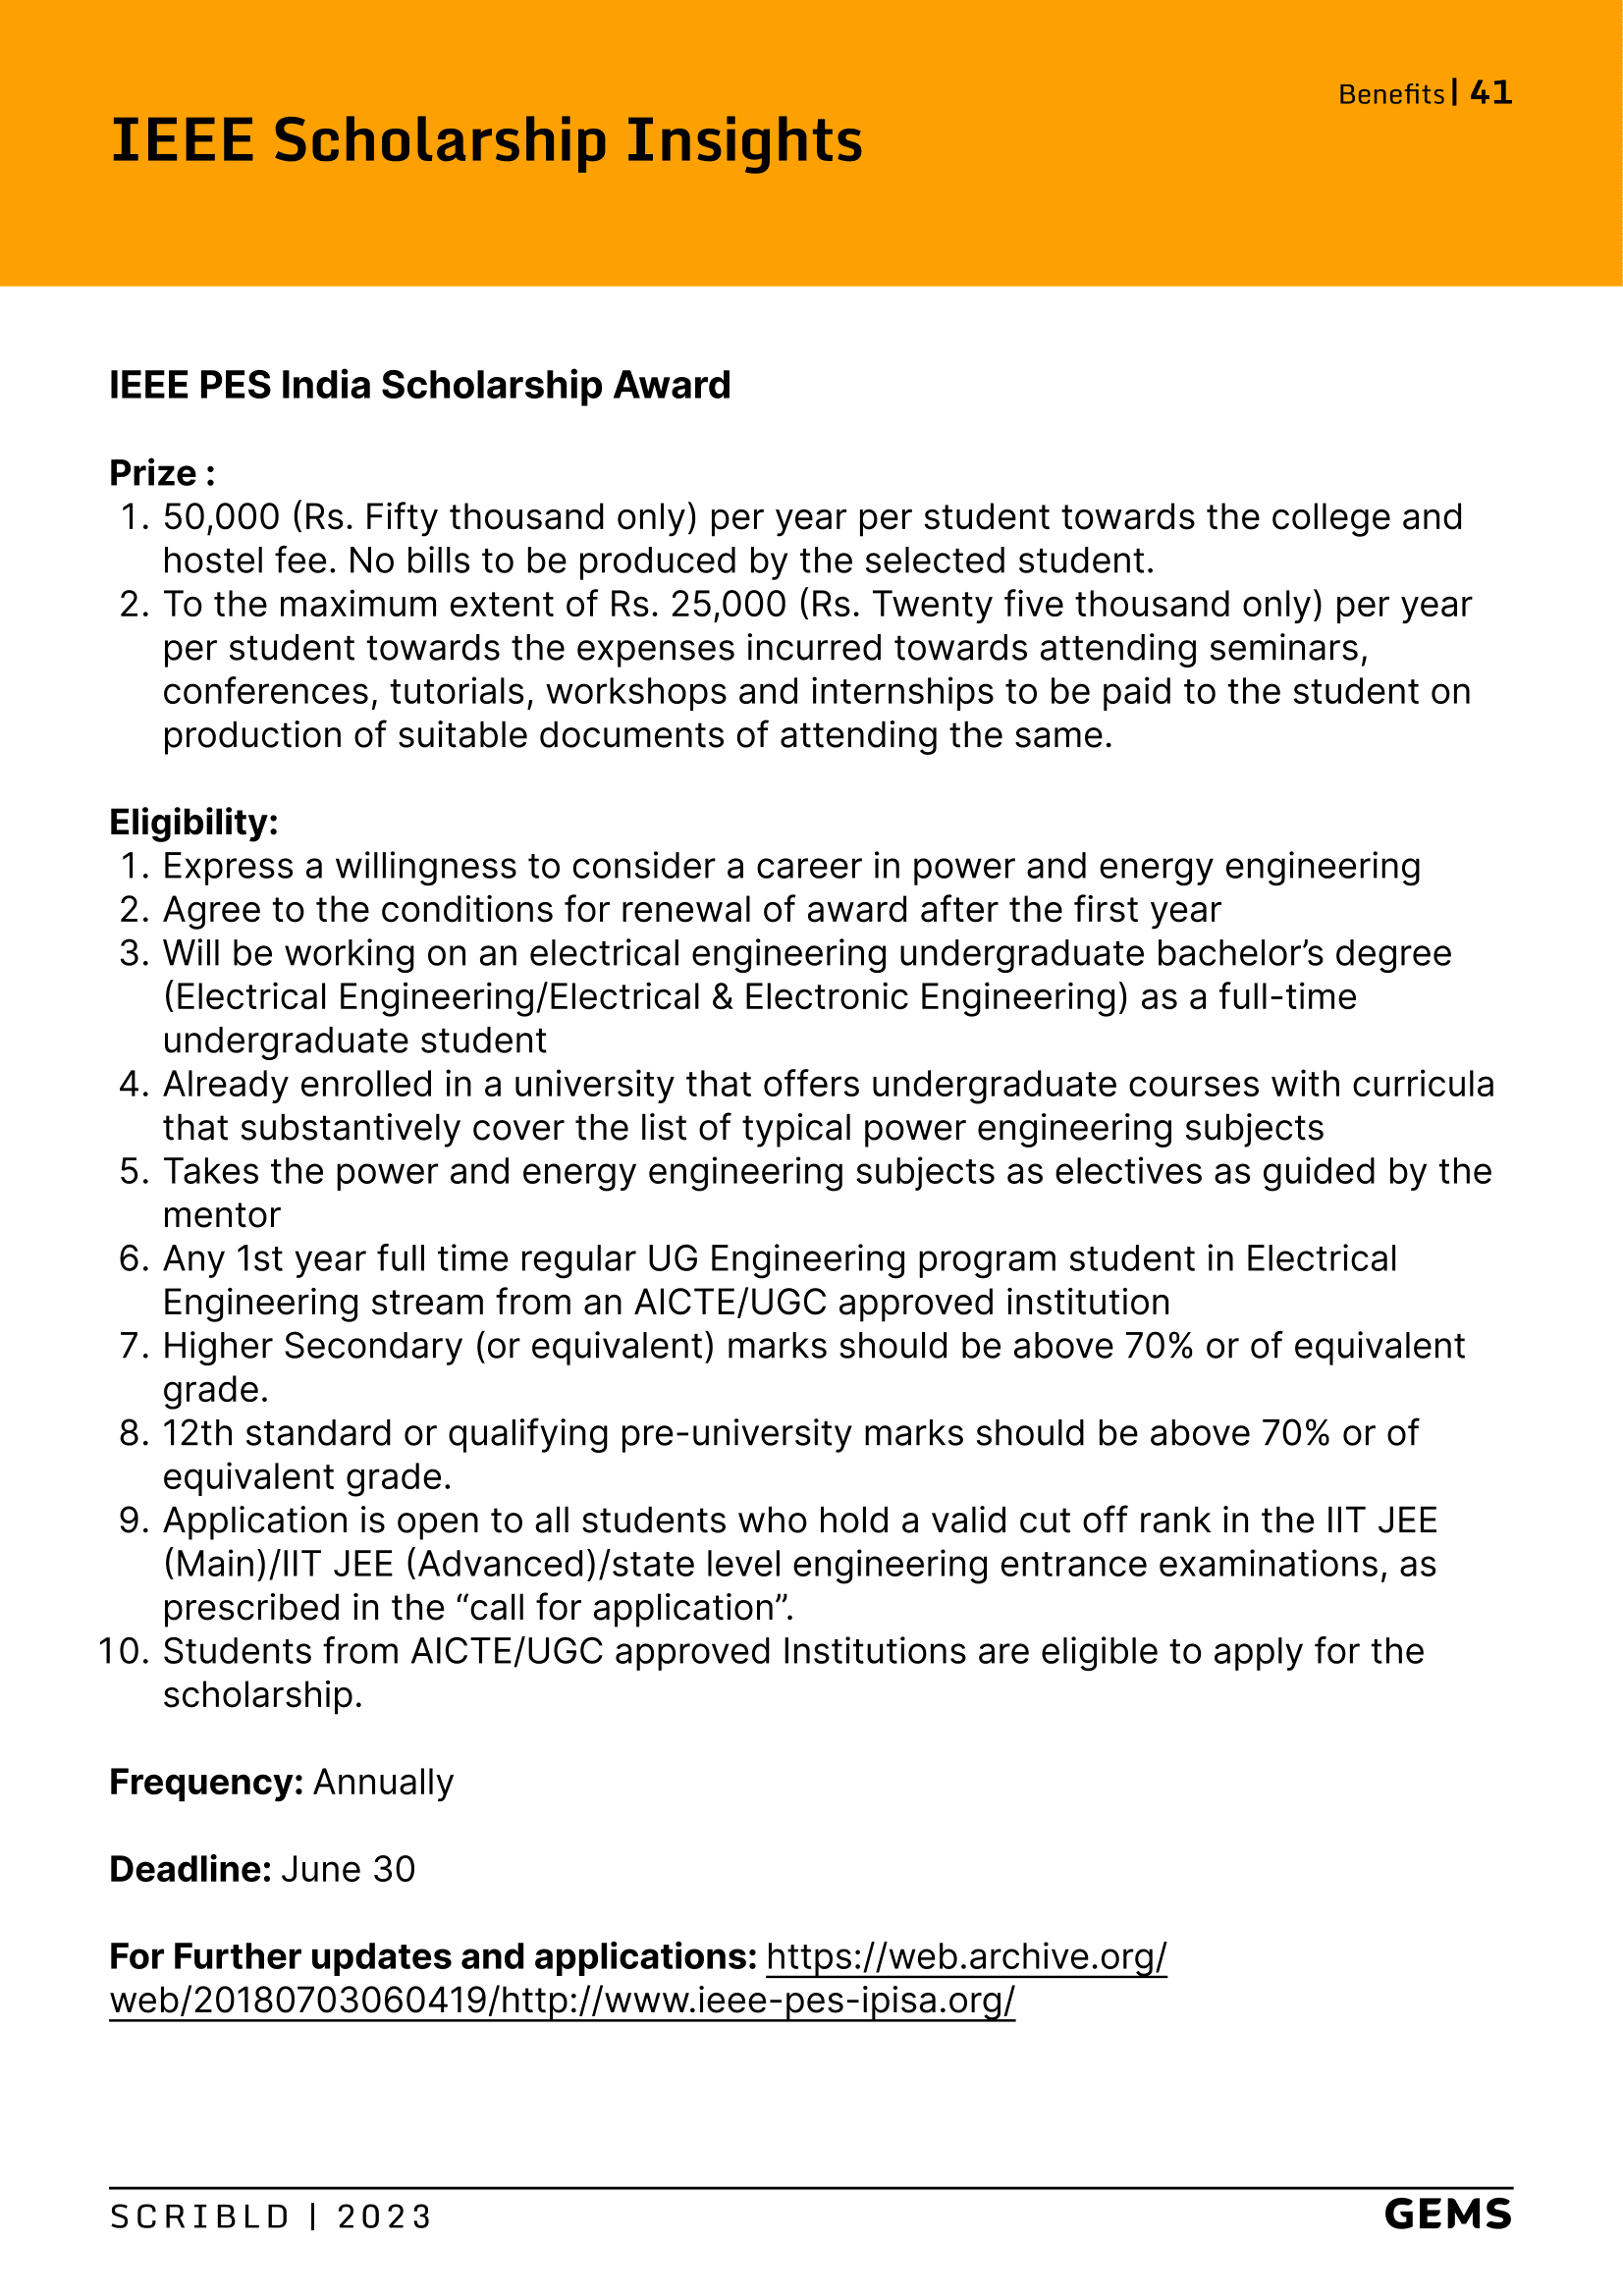 Benefits| 41
IEEE Scholarship Insights
IEEE PES India Scholarship Award
Prize :
1. 50,000 (Rs. Fifty thousand only) per year per student towards the college and
hostel fee. No bills to be produced by the selected student.
2. To the maximum extent of Rs. 25,000 (Rs. Twenty five thousand only) per year
per student towards the expenses incurred towards attending seminars,
conferences, tutorials, workshops and internships to be paid to the student on
production of suitable documents of attending the same.
Eligibility:
1. Express a willingness to consider a career in power and energy engineering
2. Agree to the conditions for renewal of award after the first year
3. Will be working on an electrical engineering undergraduate bachelor’s degree
(Electrical Engineering/Electrical & Electronic Engineering) as a full-time
undergraduate student
4. Already enrolled in a university that offers undergraduate courses with curricula
that substantively cover the list of typical power engineering subjects
5. Takes the power and energy engineering subjects as electives as guided by the
mentor
6. Any 1st year full time regular UG Engineering program student in Electrical
Engineering stream from an AICTE/UGC approved institution
7. Higher Secondary (or equivalent) marks should be above 70% or of equivalent
grade.
8. 12th standard or qualifying pre-university marks should be above 70% or of
equivalent grade.
9. Application is open to all students who hold a valid cut off rank in the IIT JEE
(Main)/IIT JEE (Advanced)/state level engineering entrance examinations, as
prescribed in the “call for application”.
10. Students from AICTE/UGC approved Institutions are eligible to apply for the
scholarship.
Frequency: Annually
Deadline: June 30
For Further updates and applications: https://web.archive.org/
web/20180703060419/http://www.ieee-pes-ipisa.org/
SCRIBLD | 2023
GEMS